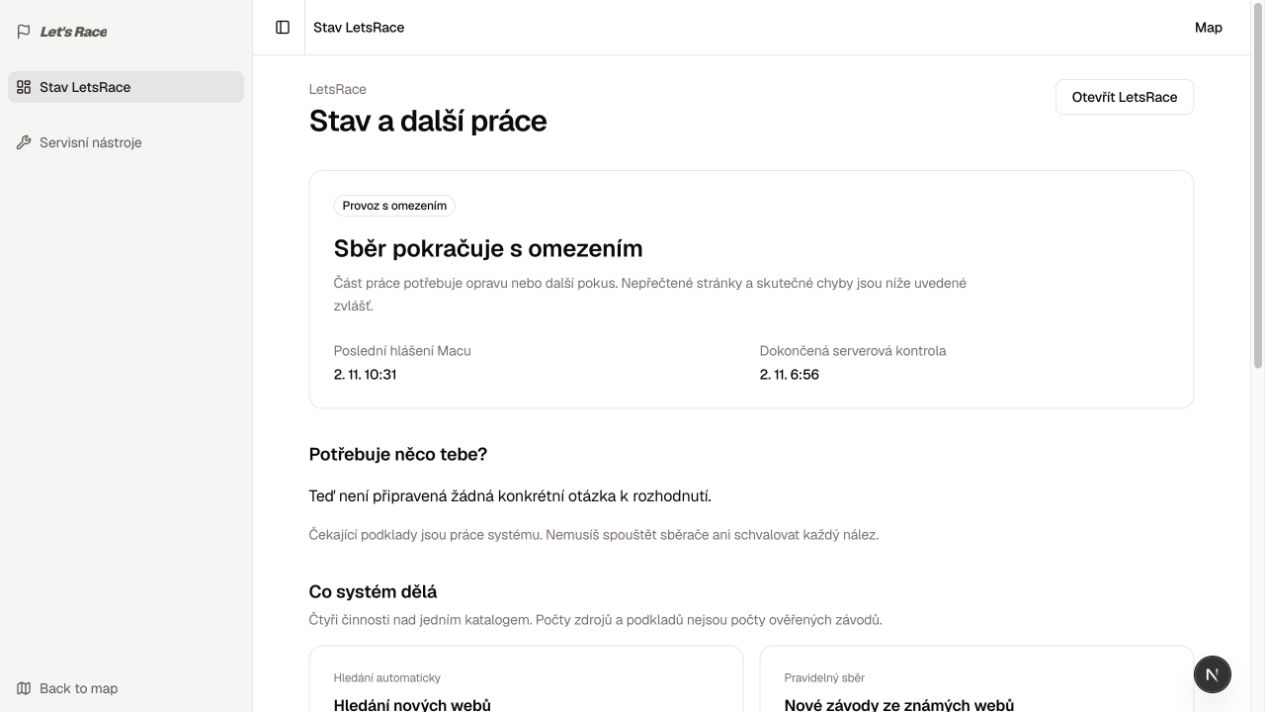 Let's Race
Stav LetsRace
Servisní nástroje
Back to map
Stav LetsRace
Map
LetsRace
Stav a další práce
Otevřít LetsRace
Provoz s omezením
Sběr pokračuje s omezením
Část práce potřebuje opravu nebo další pokus. Nepřečtené stránky a skutečné chyby jsou níže uvedené
zvlášť.
Poslední hlášení Macu
2. 11. 10:31
Dokončená serverová kontrola
2. 11. 6:56
Potřebuje něco tebe?
Teď není připravená žádná konkrétní otázka k rozhodnutí.
Čekající podklady jsou práce systému. Nemusíš spouštět sběrače ani schvalovat každý nález.
Co systém dělá
Čtyři činnosti nad jedním katalogem. Počty zdrojů a podkladů nejsou počty ověřených závodů.
Hledání automaticky
Hledání nových webů
Pravidelný sběr
Nové závody ze známých webů
N